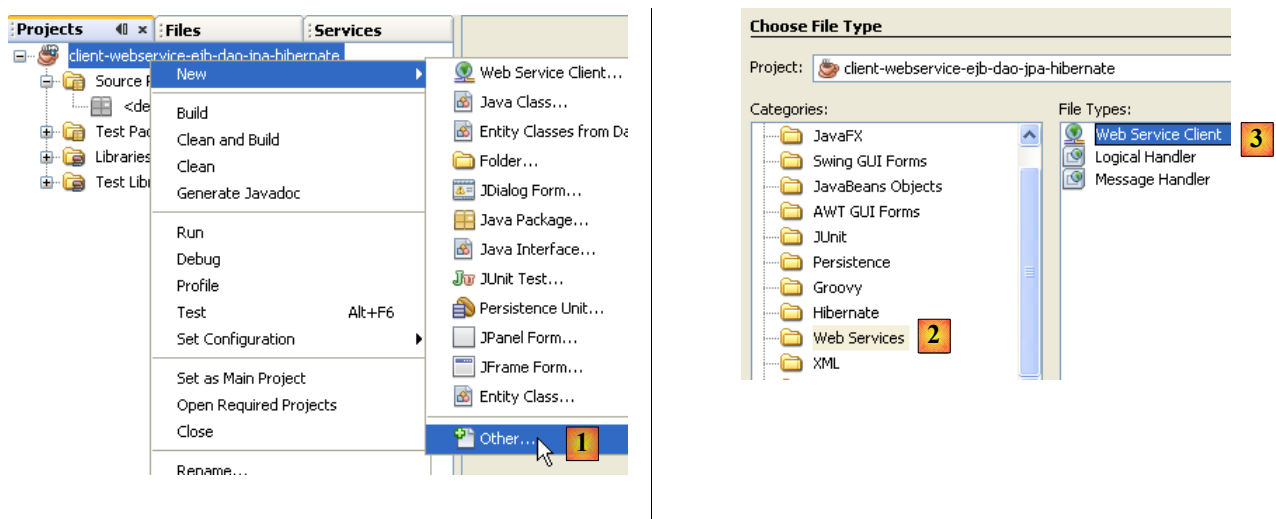 Projects
Files
Services
client-webservice-ejb-dao-jpa-hibernate
Source
<de
Test Pac
Libraries
Test Lib
New
Build
Clean and Build
Clean
Generate Javadoc
Run
Debug
Profile
Test Alt+F6
Set Configuration
Set as Main Project
Open Required Projects
Close
Rename...
Web Service Client...
Java Class...
Entity Classes from Da
Folder...
JDialog Form...
Java Package...
Java Interface...
JUnit Test...
Persistence Unit...
JPanel Form...
JFrame Form...
Entity Class...
Other...
1
Choose File Type
Project: client-webservice-ejb-dao-jpa-hibernate
Categories:
JavaFX
Swing GUI Forms
JavaBeans Objects
AWT GUI Forms
JUnit
Persistence
Groovy
Hibernate
Web Services
2
XML
File Types:
Web Service Client
3
Logical Handler
Message Handler